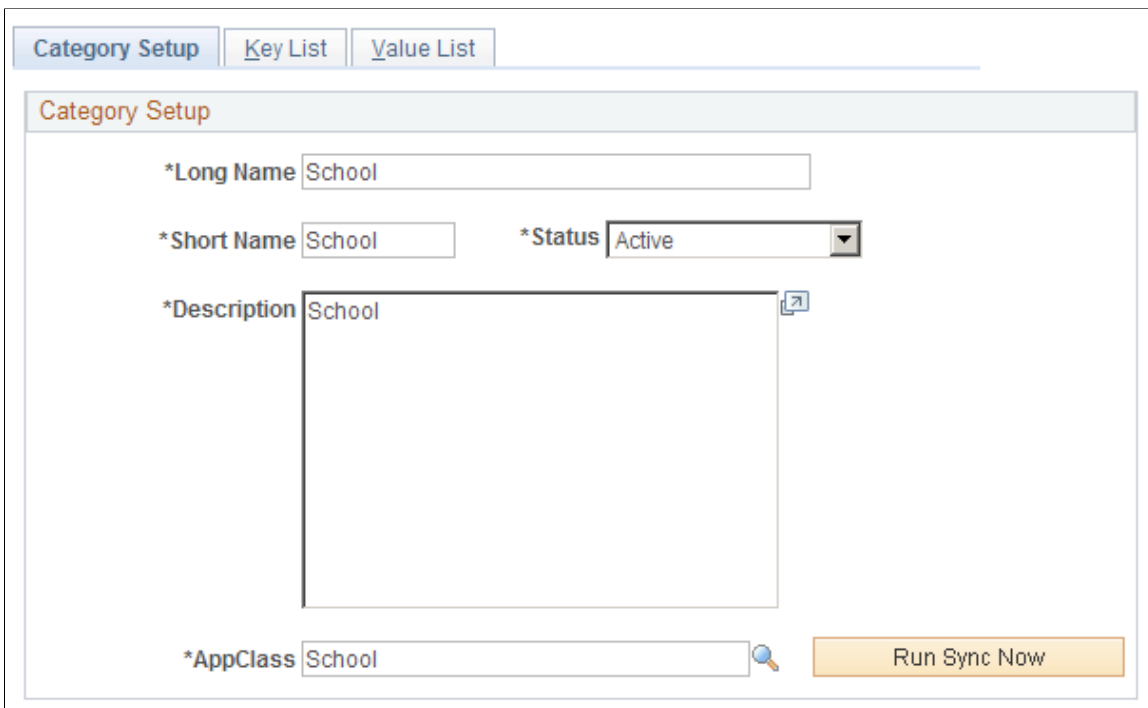 Category Setup Key List Value List
Category Setup
*Long Name School
*Short Name School *Status Active
*Description School
*AppClass School Run Sync Now